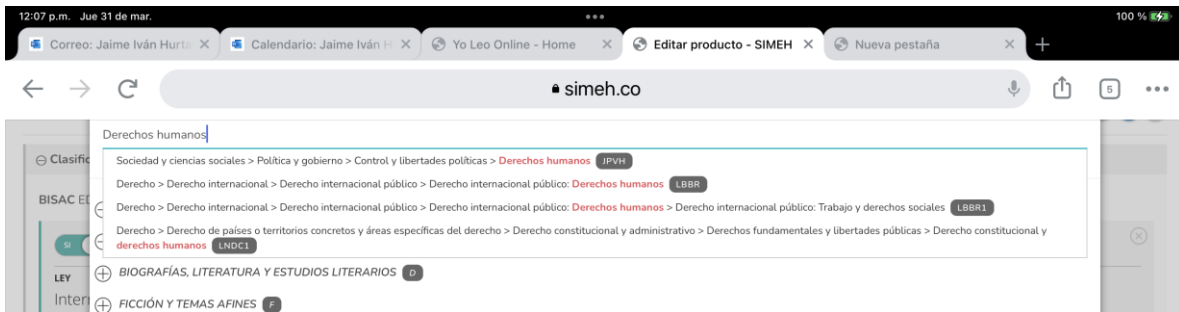 12:07 p.m. Jue 31 de mar.
100 %
Correo: Jaime Iván Hurta
Calendario: Jaime Iván H
Yo Leo Online - Home
Editar producto - SIMEH
Nueva pestaña
simeh.co
5
Derechos humanos
Clasific
Sociedad y ciencias sociales > Política y gobierno > Control y libertades políticas > Derechos humanos JPVH
Derecho > Derecho internacional > Derecho internacional público > Derecho internacional público: Derechos humanos LBBR
BISAC ED
Derecho > Derecho internacional > Derecho internacional público > Derecho internacional público: Derechos humanos > Derecho internacional público: Trabajo y derechos sociales LBBR1
SI
Derecho > Derecho de países o territorios concretos y áreas específicas del derecho > Derecho constitucional y administrativo > Derechos fundamentales y libertades públicas > Derecho constitucional y
derechos humanos LNDC1
LEY
BIOGRAFÍAS, LITERATURA Y ESTUDIOS LITERARIOS D
Intern
FICCIÓN Y TEMAS AFINES F